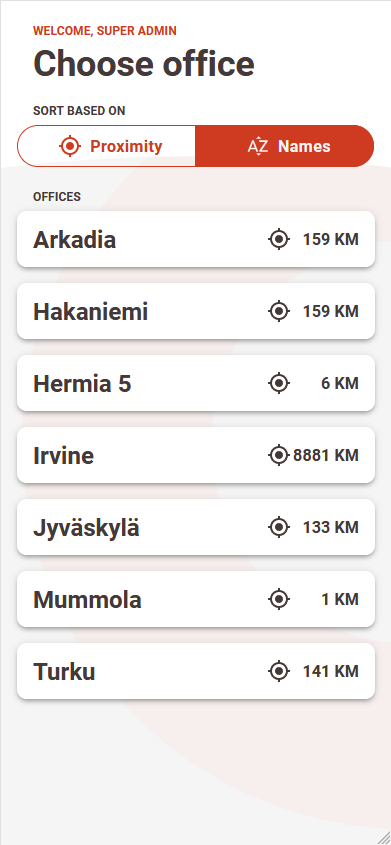 WELCOME, SUPER ADMIN
Choose office
SORT BASED ON
Proximity AZ Names
OFFICES
Arkadia 159 KM
Hakaniemi 159 KM
Hermia 5 6 KM
Irvine 8881 KM
Jyväskylä 133 KM
Mummola 1 KM
Turku 141 KM